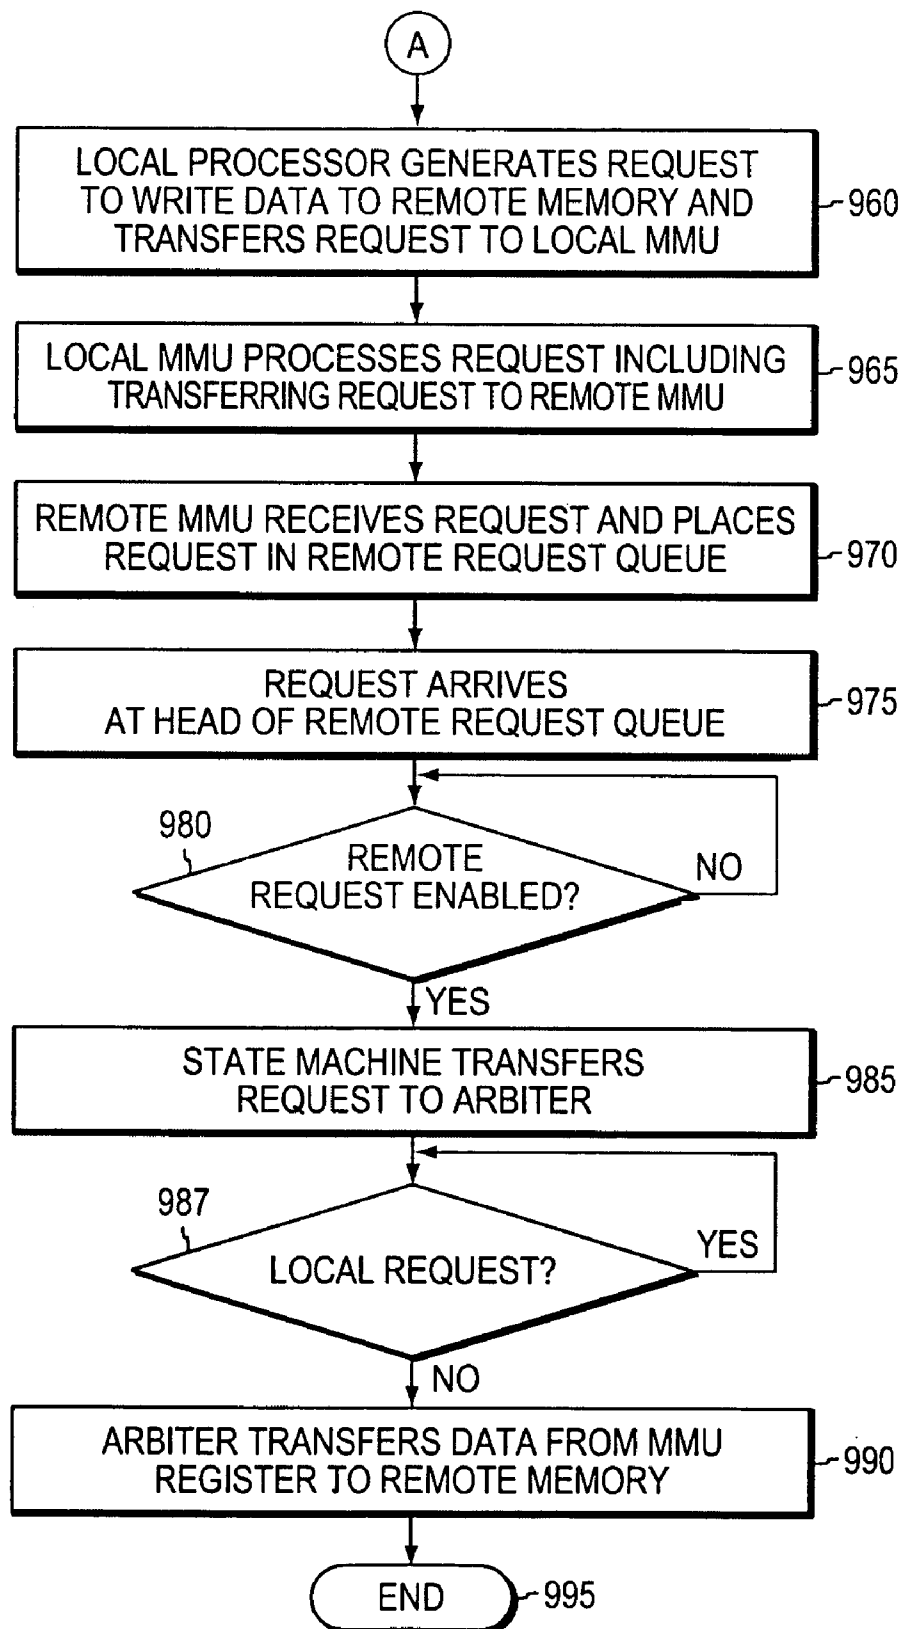 A
LOCAL PROCESSOR GENERATES REQUEST
TO WRITE DATA TO REMOTE MEMORY AND
TRANSFERS REQUEST TO LOCAL MMU
960
LOCAL MMU PROCESSES REQUEST INCLUDING
TRANSFERRING REQUEST TO REMOTE MMU
965
REMOTE MMU RECEIVES REQUEST AND PLACES
REQUEST IN REMOTE REQUEST QUEUE
970
REQUEST ARRIVES
AT HEAD OF REMOTE REQUEST QUEUE
975
980
REMOTE
REQUEST ENABLED?
NO
YES
STATE MACHINE TRANSFERS
REQUEST TO ARBITER
985
987
LOCAL REQUEST?
YES
NO
ARBITER TRANSFERS DATA FROM MMU
REGISTER TO REMOTE MEMORY
990
END
995